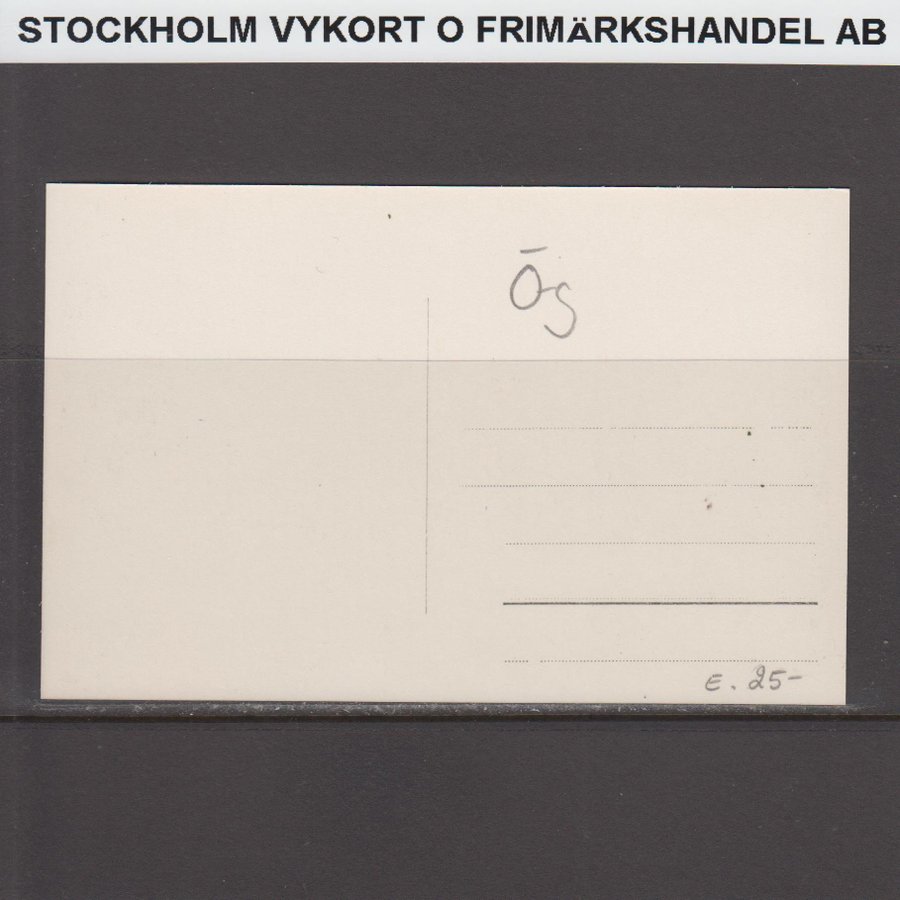 STOCKHOLM VYKORT O FRIMÄRKSHANDEL AB
Ög
E. 25-